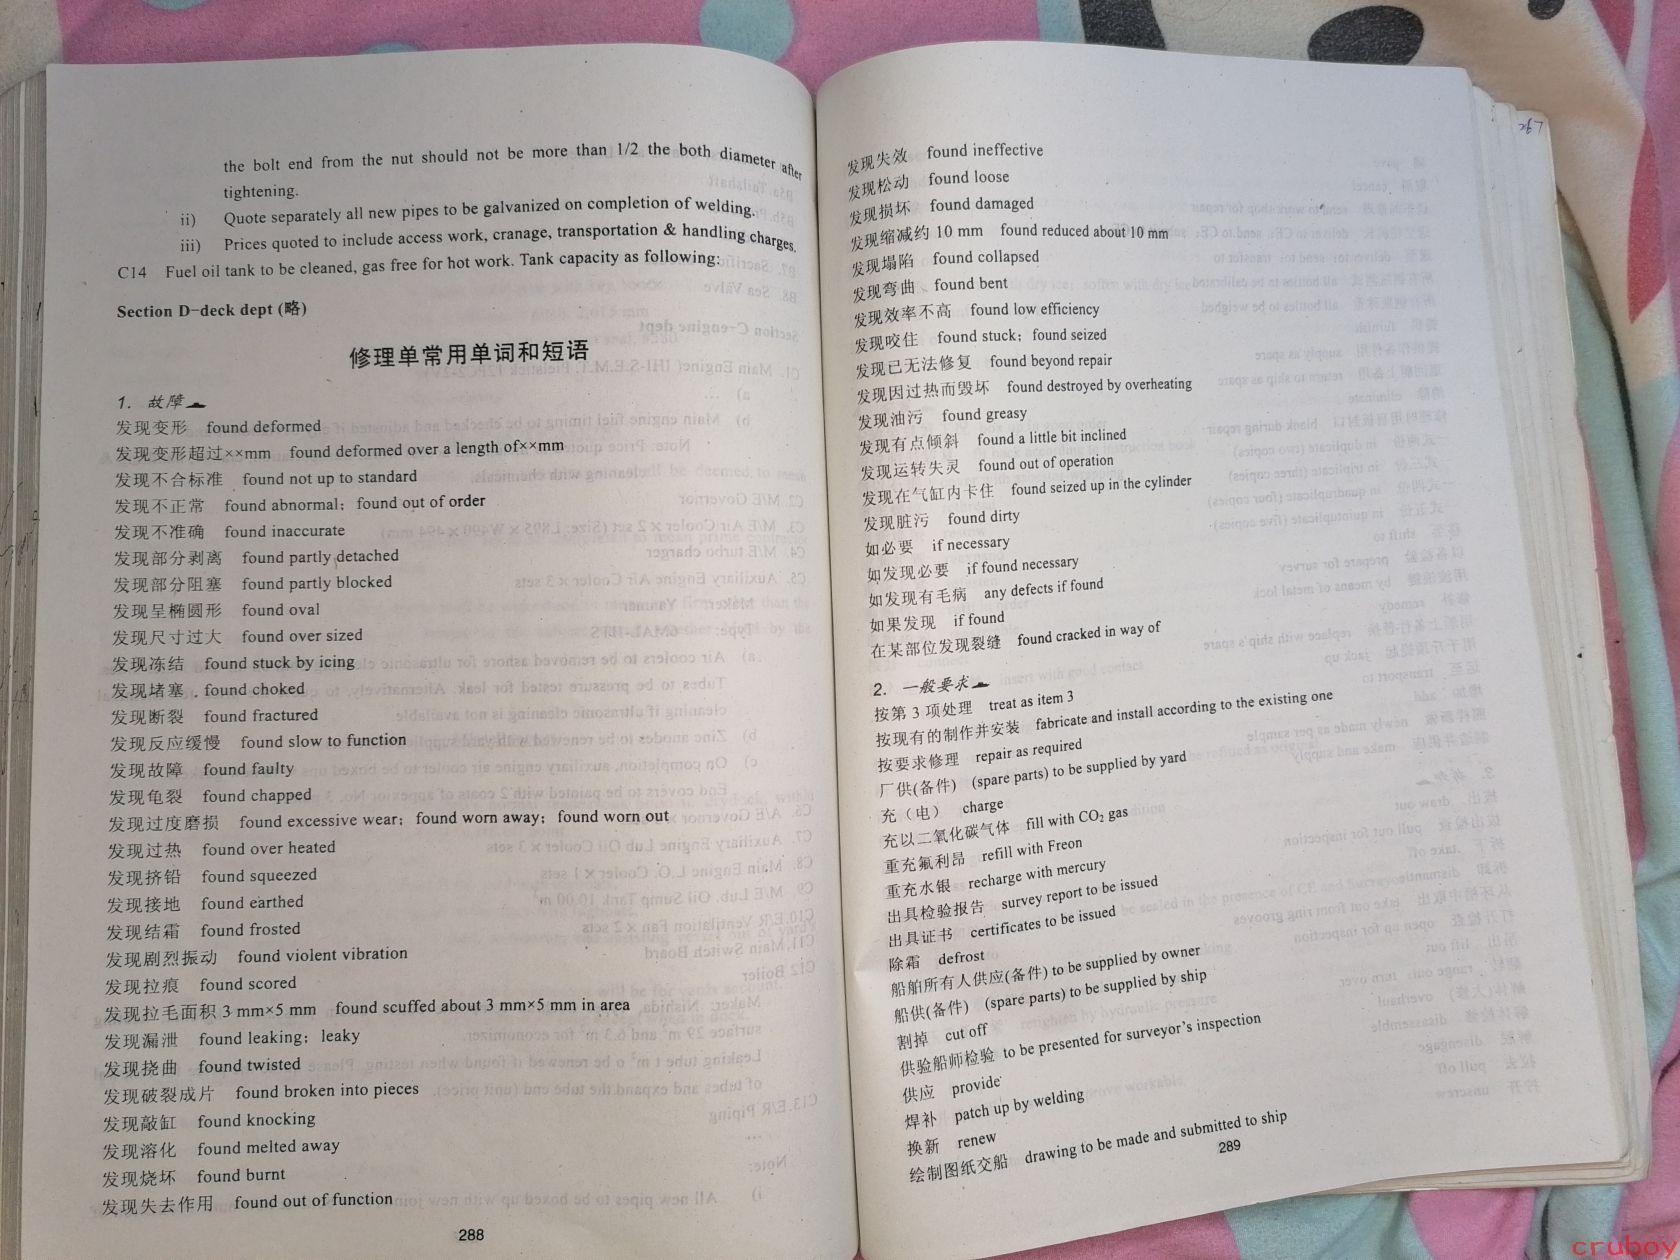 the bolt end from the nut should not be more than 1/2 the both diameter after
tightening.
ii) Quote separately all new pipes to be galvanized on completion of welding.
iii) Prices quoted to include access work, cranage, transportation & handling charges.
C14 Fuel oil tank to be cleaned, gas free for hot work. Tank capacity as following:
Section D-deck dept (略)
修理单常用单词和短语
1. 故障
发现变形 found deformed
发现变形超过××mm found deformed over a length of××mm
发现不合标准 found not up to standard
发现不正常 found abnormal; found out of order
发现不准确 found inaccurate
发现部分剥离 found partly detached
发现部分阻塞 found partly blocked
发现呈椭圆形 found oval
发现尺寸过大 found over sized
发现冻结 found stuck by icing
发现堵塞 found choked
发现断裂 found fractured
发现反应缓慢 found slow to function
发现故障 found faulty
发现龟裂 found chapped
发现过度磨损 found excessive wear; found worn away; found worn out
发现过热 found over heated
发现挤铅 found squeezed
发现接地 found earthed
发现结霜 found frosted
发现剧烈振动 found violent vibration
发现拉痕 found scored
发现拉毛面积 3 mm×5 mm found scuffed about 3 mm×5 mm in area
发现漏泄 found leaking; leaky
发现挠曲 found twisted
发现破裂成片 found broken into pieces
发现敲缸 found knocking
发现溶化 found melted away
发现烧坏 found burnt
发现失去作用 found out of function
288
发现失效 found ineffective
发现松动 found loose
发现损坏 found damaged
发现缩减约 10 mm found reduced about 10 mm
发现塌陷 found collapsed
发现弯曲 found bent
发现效率不高 found low efficiency
发现咬住 found stuck; found seized
发现已无法修复 found beyond repair
发现因过热而毁坏 found destroyed by overheating
发现油污 found greasy
发现有点倾斜 found a little bit inclined
发现运转失灵 found out of operation
发现在气缸内卡住 found seized up in the cylinder
发现脏污 found dirty
如必要 if necessary
如发现必要 if found necessary
如发现有毛病 any defects if found
如果发现 if found
在某部位发现裂缝 found cracked in way of
2. 一般要求
按第 3 项处理 treat as item 3
按现有的制作并安装 fabricate and install according to the existing one
按要求修理 repair as required
厂供(备件) (spare parts) to be supplied by yard
充（电） charge
充以二氧化碳气体 fill with CO₂ gas
重充氟利昂 refill with Freon
重充水银 recharge with mercury
出具检验报告 survey report to be issued
出具证书 certificates to be issued
除霜 defrost
船舶所有人供应(备件) to be supplied by owner
船供(备件) (spare parts) to be supplied by ship
割掉 cut off
供验船师检验 to be presented for surveyor's inspection
供应 provide
焊补 patch up by welding
换新 renew
绘制图纸交船 drawing to be made and submitted to ship
289
cruboy